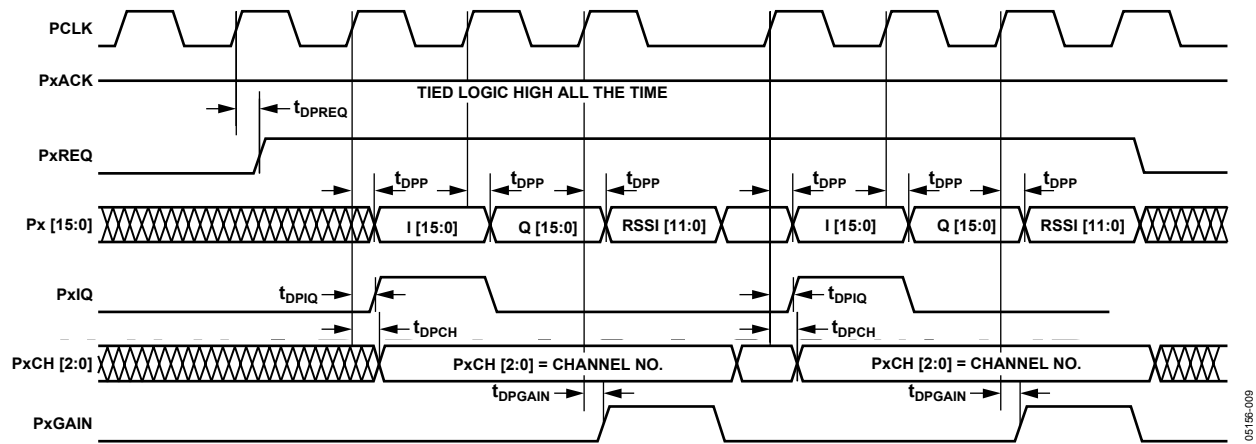 PCLK
PxACK
TIED LOGIC HIGH ALL THE TIME
tDPREQ
PxREQ
tDPP tDPP tDPP tDPP tDPP tDPP
Px [15:0] I [15:0] Q [15:0] RSSI [11:0] I [15:0] Q [15:0] RSSI [11:0]
PxIQ tDPIQ tDPIQ
tDPCH tDPCH
PxCH [2:0] PxCH [2:0] = CHANNEL NO. PxCH [2:0] = CHANNEL NO.
tDPGAIN tDPGAIN
PxGAIN
05156-009